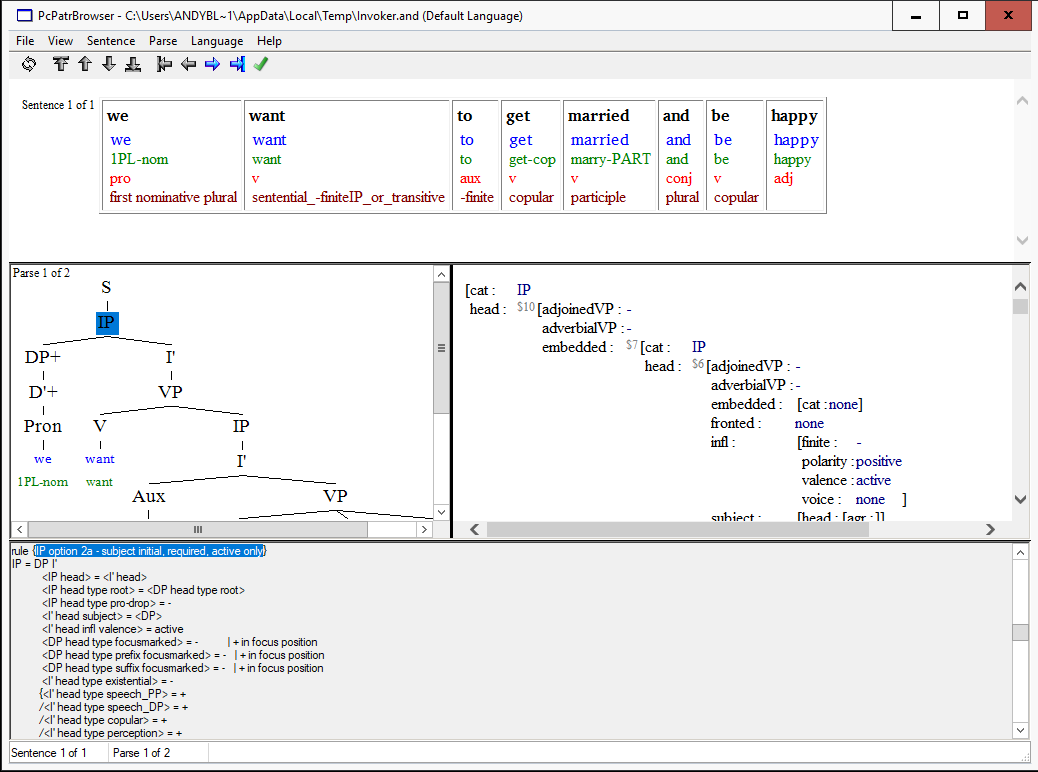 PcPatrBrowser - C:\Users\ANDYBL~1\AppData\Local\Temp\Invoker.and (Default Language)
File View Sentence Parse Language Help
Sentence 1 of 1
we want to get married and be happy
we want to get married and be happy
1PL-nom want to get-cop marry-PART and be happy
pro v aux v v conj v adj
first nominative plural sentential_-finiteIP_or_transitive -finite copular participle plural copular
Parse 1 of 2
S
IP
DP+ I'
D'+ VP
Pron V IP
we want I'
1PL-nom want
Aux VP
[cat : IP
head : $10 [adjoinedVP : -
adverbialVP : -
embedded : $7 [cat : IP
head : $6 [adjoinedVP : -
adverbialVP : -
embedded : [cat : none]
fronted : none
infl : [finite : -
polarity : positive
valence : active
voice : none ]
subject : [head : [agr : []]
rule {IP option 2a - subject initial, required, active only}
IP = DP I'
<IP head> = <I' head>
<IP head type root> = <DP head type root>
<IP head type pro-drop> = -
<I' head subject> = <DP>
<I' head infl valence> = active
<DP head type focusmarked> = - | + in focus position
<DP head type prefix focusmarked> = - | + in focus position
<DP head type suffix focusmarked> = - | + in focus position
<I' head type existential> = -
{<I' head type speech_PP> = +
/<I' head type speech_DP> = +
/<I' head type copular> = +
/<I' head type perception> = +
Sentence 1 of 1 Parse 1 of 2